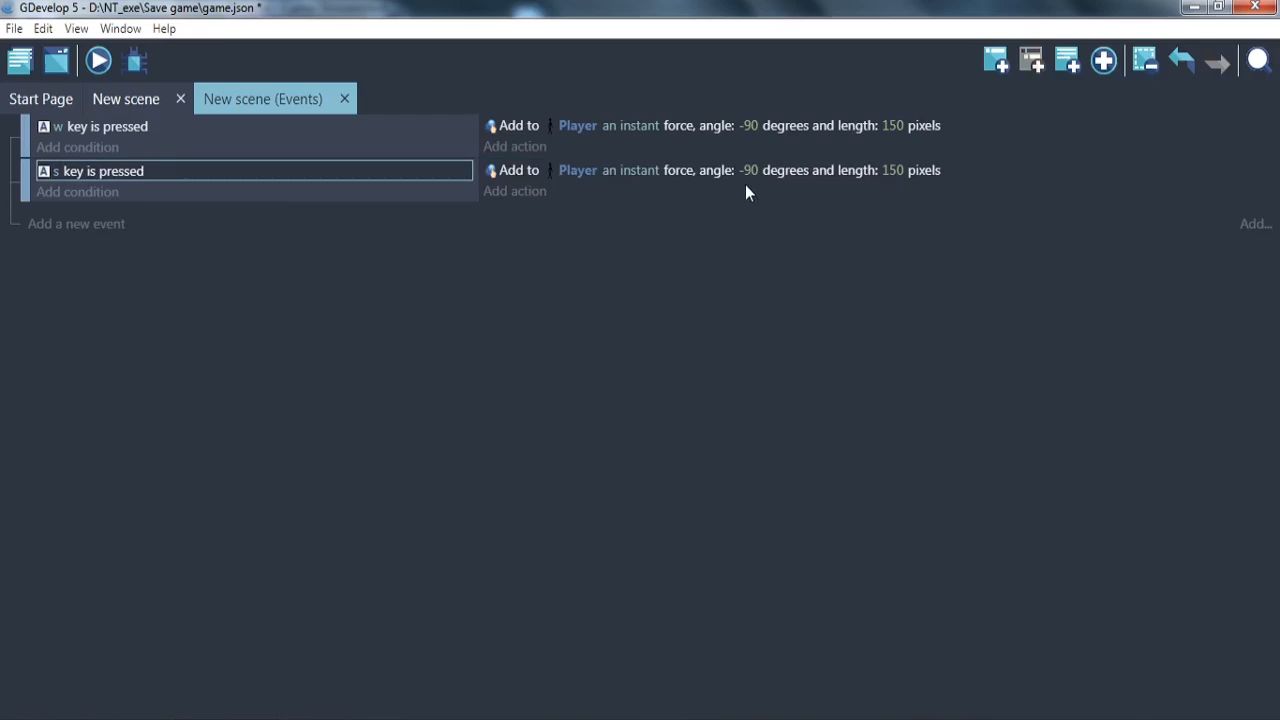 GDevelop 5 - D:\NT_exe\Save game\game.json *
File Edit View Window Help
Start Page New scene × New scene (Events) ×
A w key is pressed Add to Player an instant force, angle: -90 degrees and length: 150 pixels
Add condition Add action
A s key is pressed Add to Player an instant force, angle: -90 degrees and length: 150 pixels
Add condition Add action
Add a new event Add...